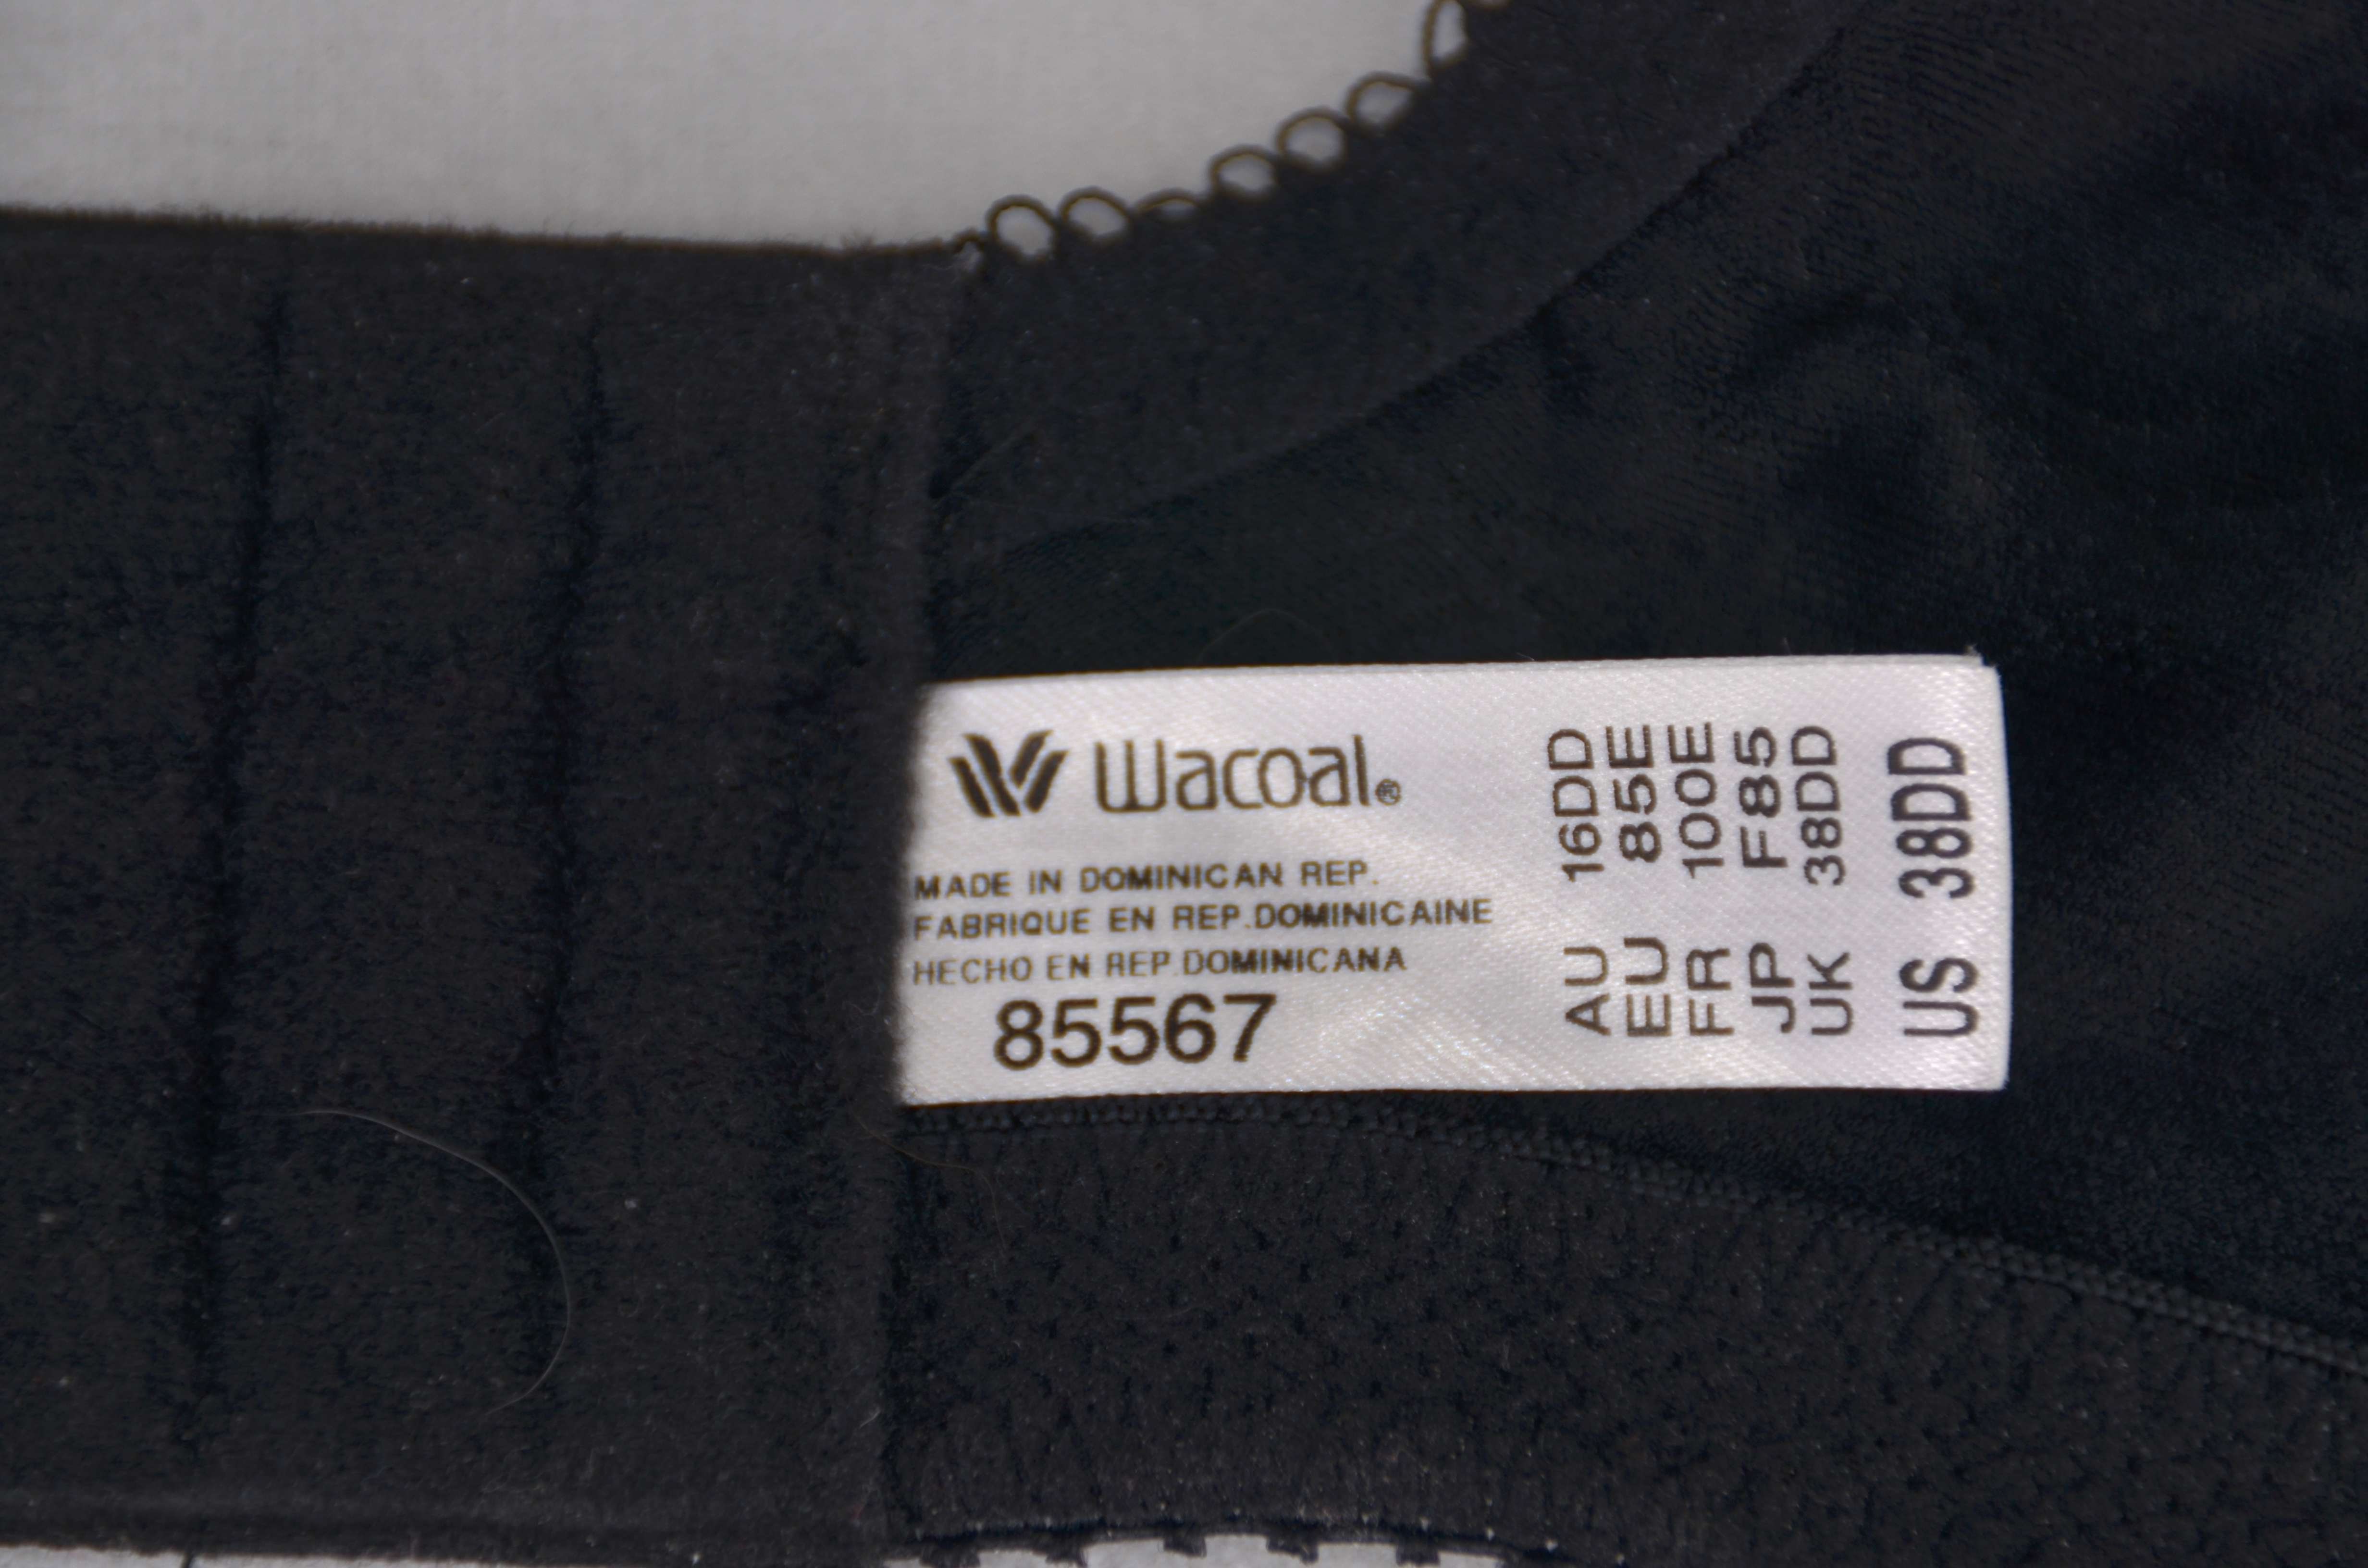 Wacoal®
MADE IN DOMINICAN REP.
FABRIQUE EN REP.DOMINICAINE
HECHO EN REP.DOMINICANA
85567
AU 16DD
EU 85E
FR 100E
JP F85
UK 38DD
US 38DD